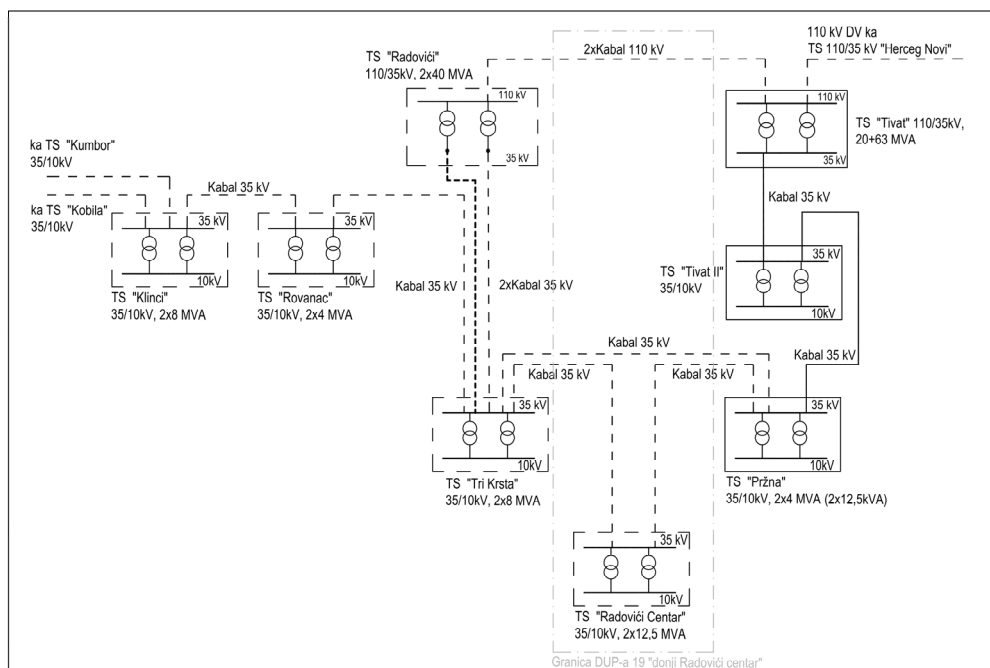 110 kV DV ka
TS 110/35 kV "Herceg Novi"
2xKabal 110 kV
TS "Radovići"
110/35kV, 2x40 MVA
110 kV
35 kV
110 kV
35 kV
TS "Tivat" 110/35kV,
20+63 MVA
ka TS "Kumbor"
35/10kV
ka TS "Kobila"
35/10kV
Kabal 35 kV
35 kV
10kV
TS "Klinci"
35/10kV, 2x8 MVA
35 kV
10kV
TS "Rovanac"
35/10kV, 2x4 MVA
Kabal 35 kV
2xKabal 35 kV
Kabal 35 kV
TS "Tivat II"
35/10kV
35 kV
10kV
Kabal 35 kV
Kabal 35 kV
Kabal 35 kV
Kabal 35 kV
35 kV
10kV
TS "Tri Krsta"
35/10kV, 2x8 MVA
35 kV
10kV
TS "Pržna"
35/10kV, 2x4 MVA (2x12,5kVA)
35 kV
10kV
TS "Radovići Centar"
35/10kV, 2x12,5 MVA
Granica DUP-a 19 "donji Radovići centar"